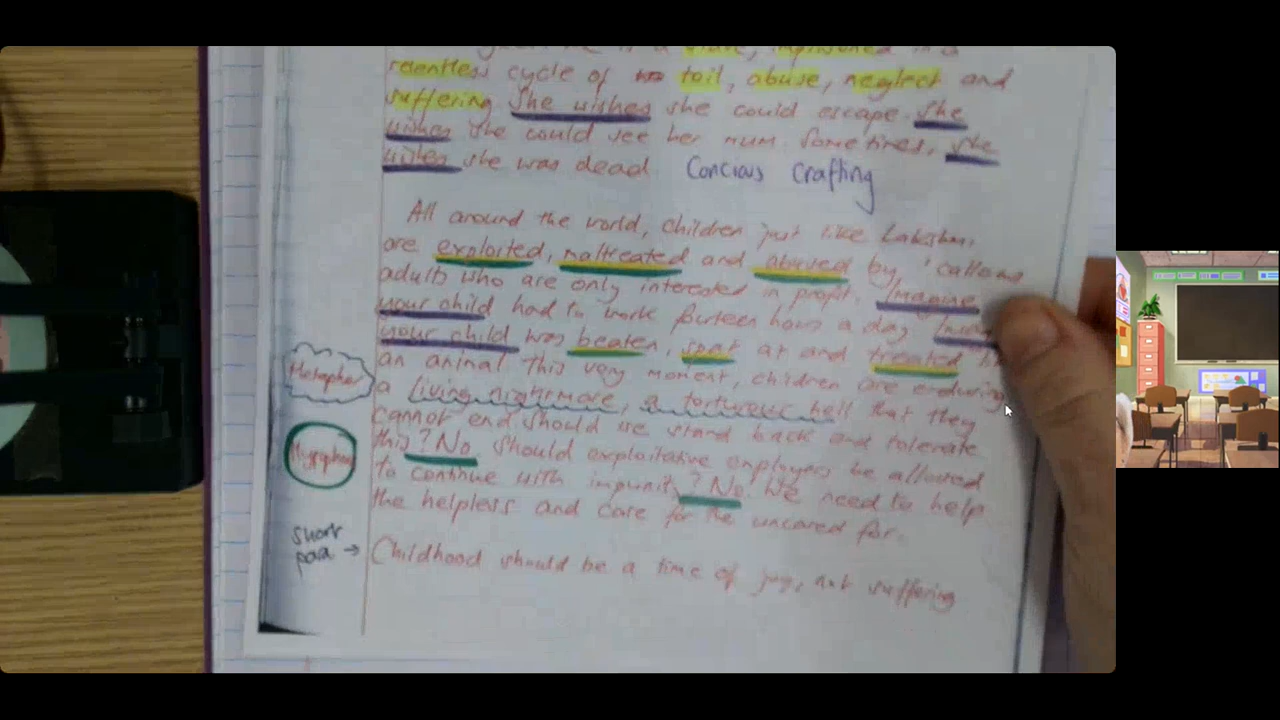 is a slave, imprisoned in a
relentless cycle of toil, abuse, neglect and
suffering She wishes she could escape. She
wishes she could see her mum. Sometimes, she
wishes she was dead. Concious Crafting
All around the world, children just like Lakshmi
are exploited, maltreated and abused by, 'callous
adults who are only interested in profit. Imagine
your child had to work fourteen hours a day.
your child was beaten, spat at and treated
an animal this very moment, children are enduring
a living nightmare, a torturous hell that they
cannot end should we stand back and tolerate
this? No. Should exploitative employers be allowed
to continue with impunity? No. We need to help
the helpless and care for the uncared for.
Metaphor
Hypophora
Short
para →
Childhood should be a time of joy, not suffering